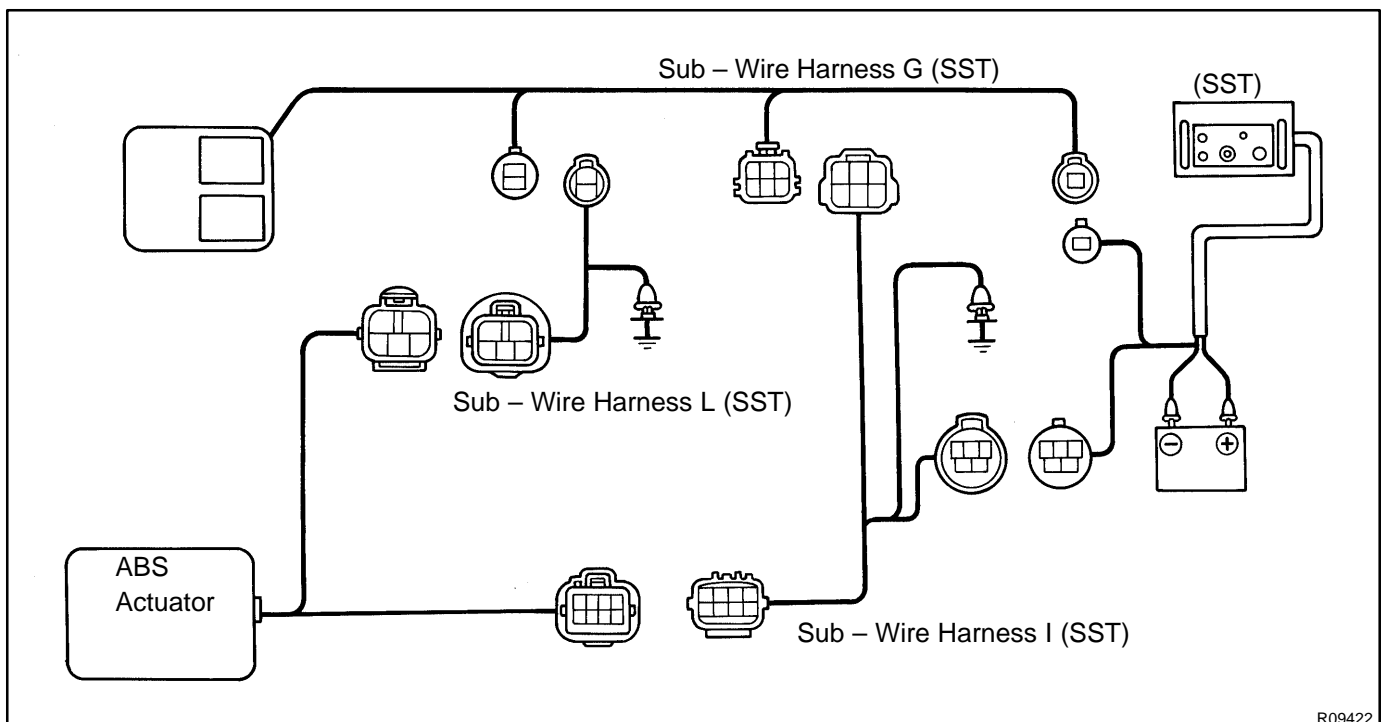 Sub – Wire Harness G (SST)
(SST)
Sub – Wire Harness L (SST)
− +
ABS
Actuator
Sub – Wire Harness I (SST)
R09422